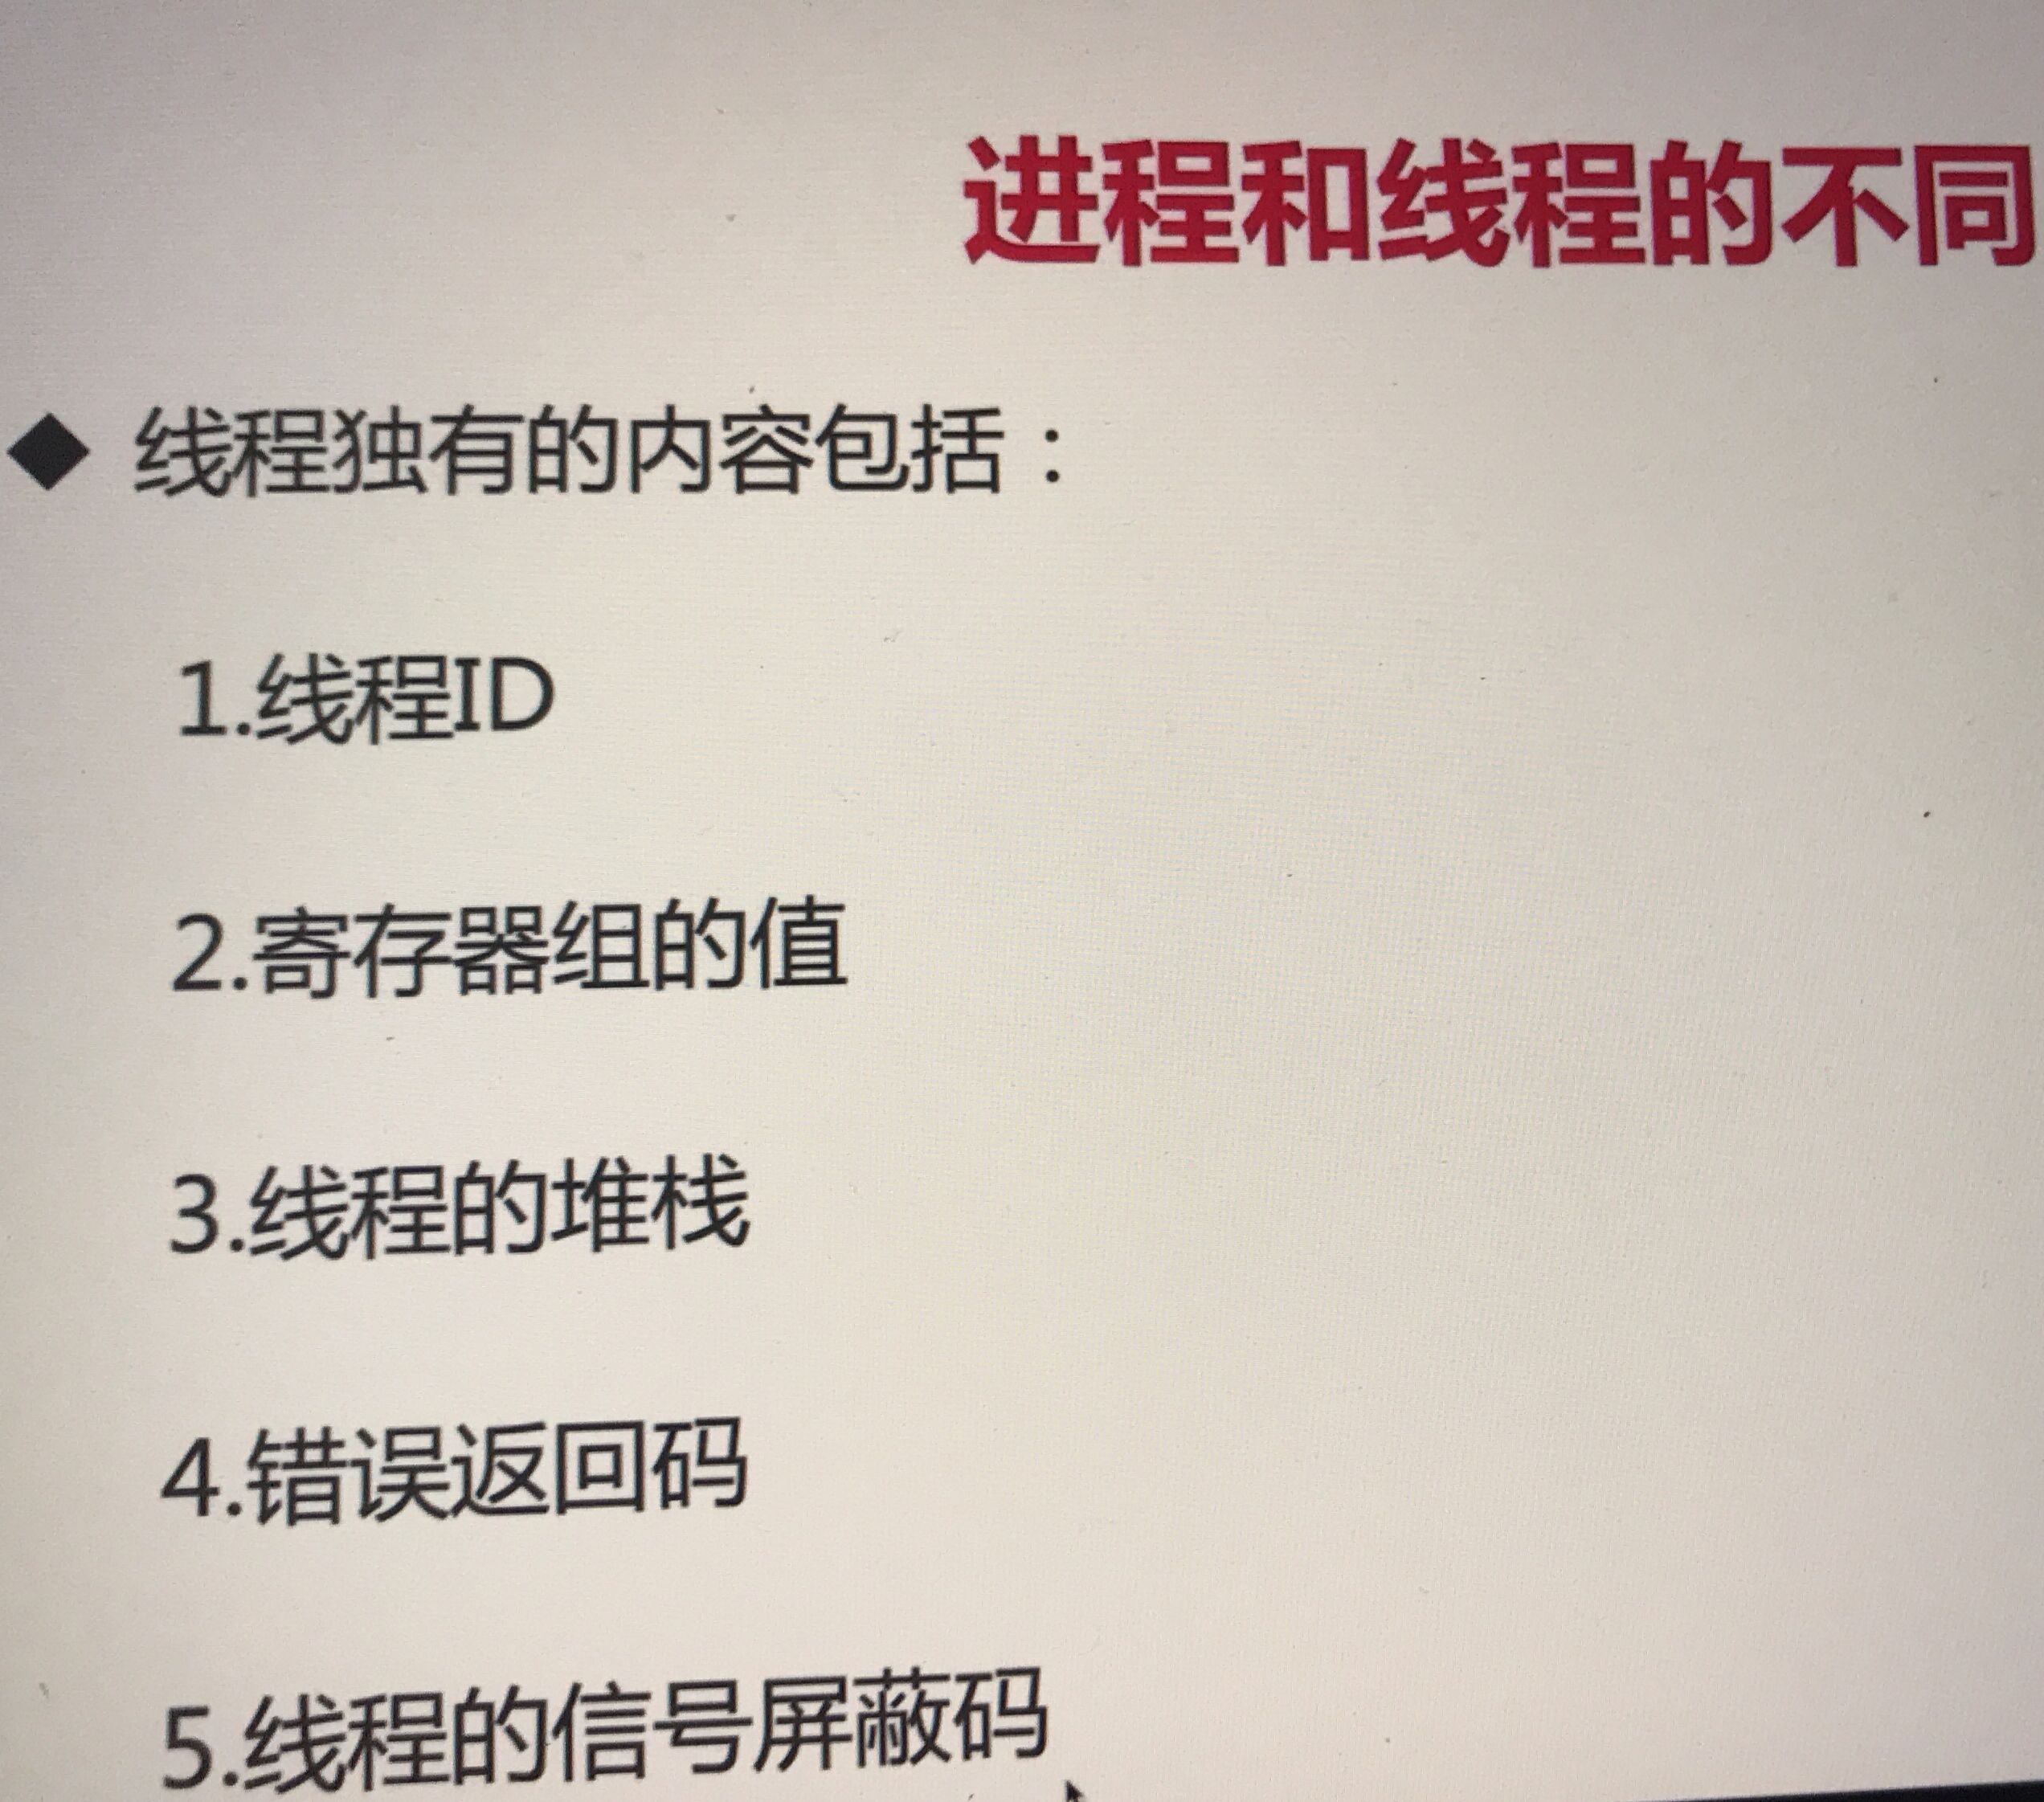 进程和线程的不同
◆ 线程独有的内容包括：
1.线程ID
2.寄存器组的值
3.线程的堆栈
4.错误返回码
5.线程的信号屏蔽码